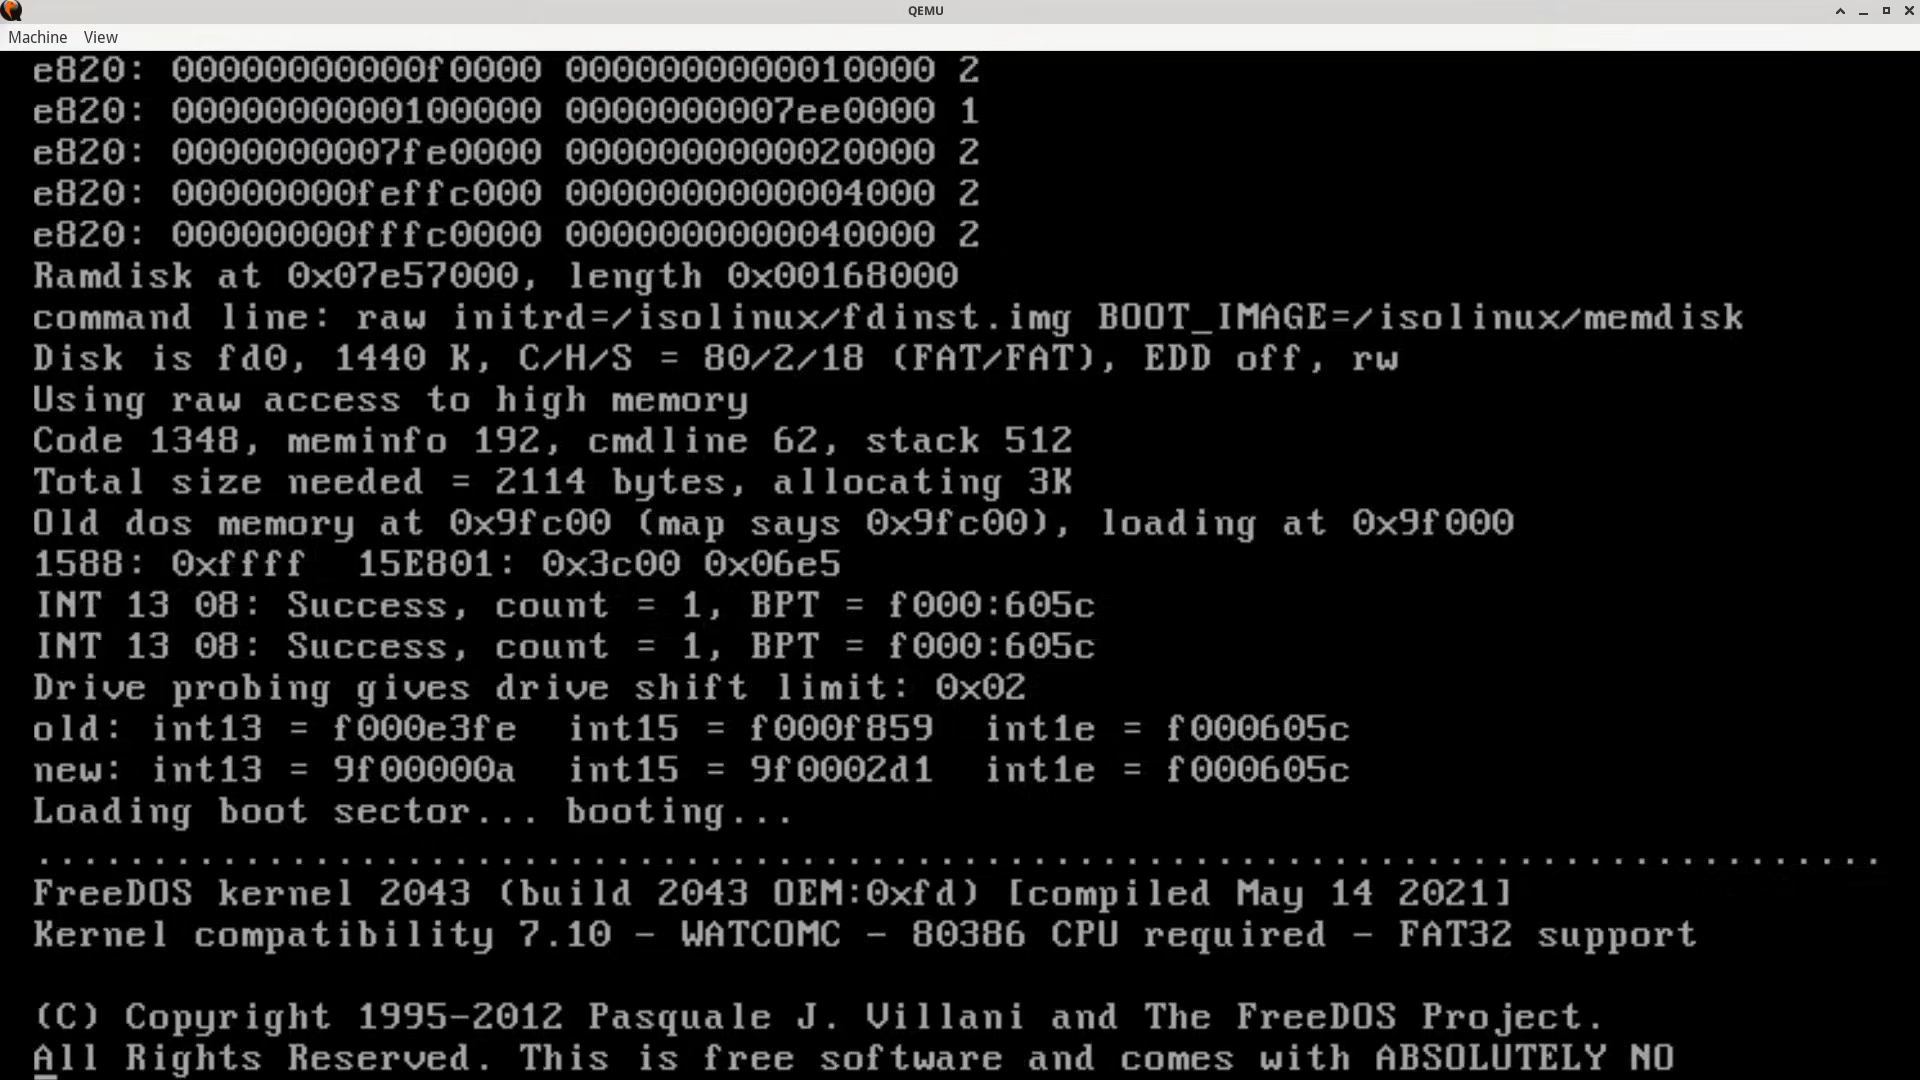 QEMU
Machine View
e820: 00000000000f0000 0000000000010000 2
e820: 0000000000100000 0000000007ee0000 1
e820: 0000000007fe0000 0000000000020000 2
e820: 00000000feffc000 0000000000004000 2
e820: 00000000fffc0000 0000000000040000 2
Ramdisk at 0x07e57000, length 0x00168000
command line: raw initrd=/isolinux/fdinst.img BOOT_IMAGE=/isolinux/memdisk
Disk is fd0, 1440 K, C/H/S = 80/2/18 (FAT/FAT), EDD off, rw
Using raw access to high memory
Code 1348, meminfo 192, cmdline 62, stack 512
Total size needed = 2114 bytes, allocating 3K
Old dos memory at 0x9fc00 (map says 0x9fc00), loading at 0x9f000
1588: 0xffff  15E801: 0x3c00 0x06e5
INT 13 08: Success, count = 1, BPT = f000:605c
INT 13 08: Success, count = 1, BPT = f000:605c
Drive probing gives drive shift limit: 0x02
old: int13 = f000e3fe  int15 = f000f859  int1e = f000605c
new: int13 = 9f00000a  int15 = 9f0002d1  int1e = f000605c
Loading boot sector... booting...
................................................................................
FreeDOS kernel 2043 (build 2043 OEM:0xfd) [compiled May 14 2021]
Kernel compatibility 7.10 - WATCOMC - 80386 CPU required - FAT32 support
(C) Copyright 1995-2012 Pasquale J. Villani and The FreeDOS Project.
All Rights Reserved. This is free software and comes with ABSOLUTELY NO